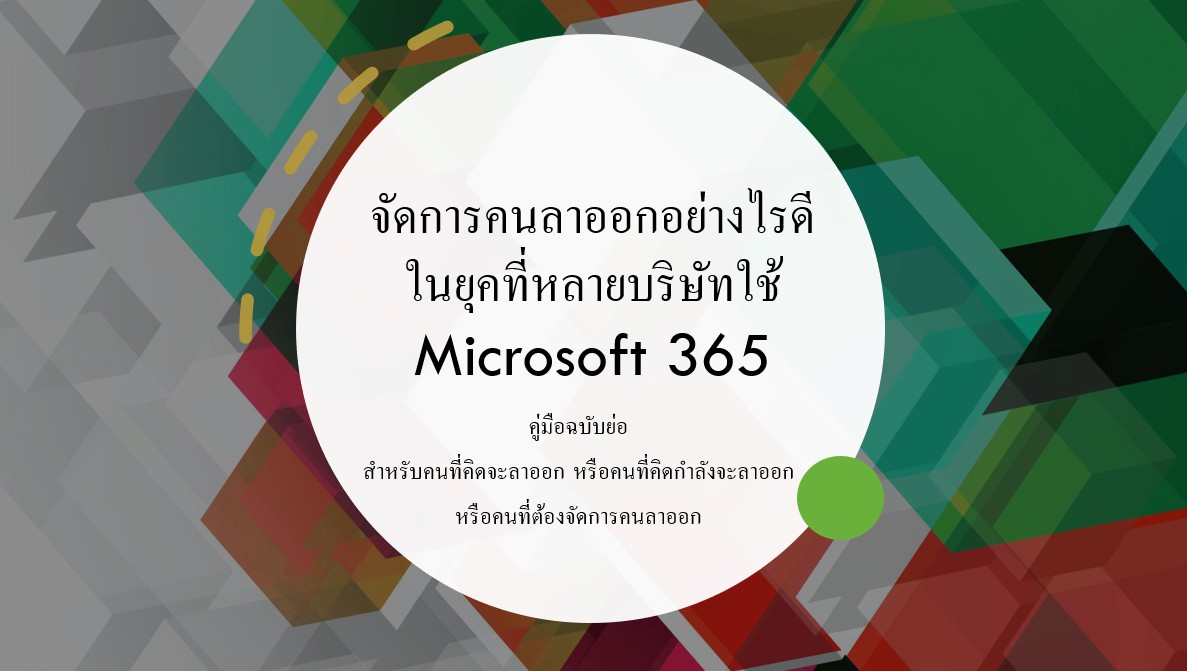 จัดการคนลาออกอย่างไรดี
ในยุคที่หลายบริษัทใช้
Microsoft 365
คู่มือฉบับย่อ
สำหรับคนที่คิดจะลาออก หรือคนที่คิดกำลังจะลาออก
หรือคนที่ต้องจัดการคนลาออก